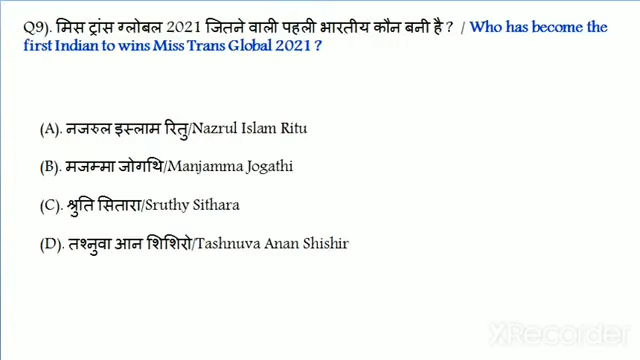 Q9). मिस ट्रांस ग्लोबल 2021 जितने वाली पहली भारतीय कौन बनी है ? / Who has become the
first Indian to wins Miss Trans Global 2021 ?
(A). नजरुल इस्लाम रितु/Nazrul Islam Ritu
(B). मजम्मा जोगथि/Manjamma Jogathi
(C). श्रुति सितारा/Sruthy Sithara
(D). तश्नुवा आन शिशिरो/Tashnuva Anan Shishir
XRecorder